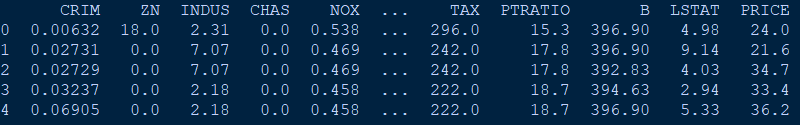 CRIM ZN INDUS CHAS NOX ... TAX PTRATIO B LSTAT PRICE
0 0.00632 18.0 2.31 0.0 0.538 ... 296.0 15.3 396.90 4.98 24.0
1 0.02731 0.0 7.07 0.0 0.469 ... 242.0 17.8 396.90 9.14 21.6
2 0.02729 0.0 7.07 0.0 0.469 ... 242.0 17.8 392.83 4.03 34.7
3 0.03237 0.0 2.18 0.0 0.458 ... 222.0 18.7 394.63 2.94 33.4
4 0.06905 0.0 2.18 0.0 0.458 ... 222.0 18.7 396.90 5.33 36.2